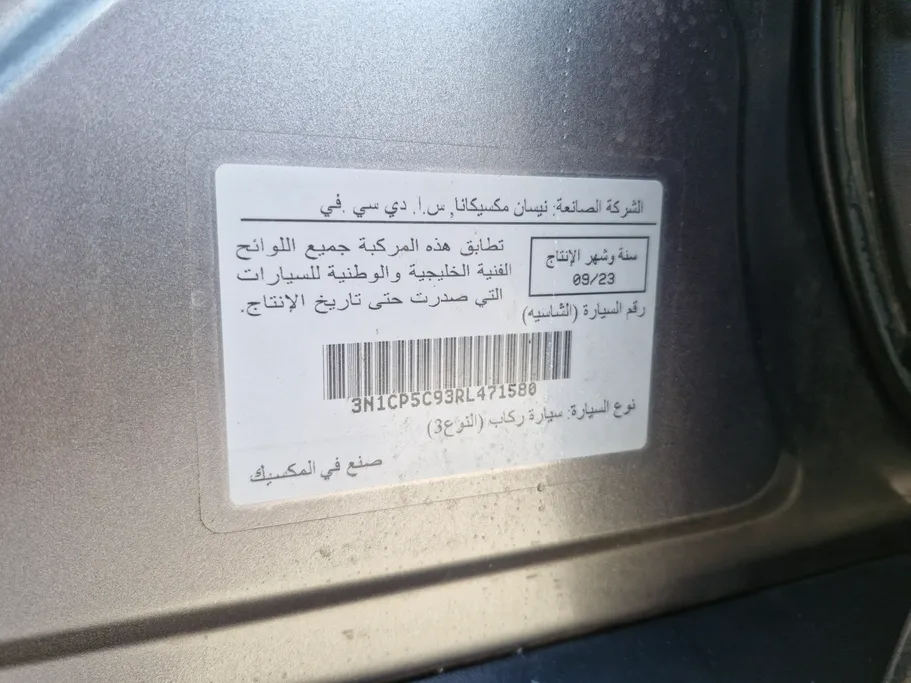 الشركة الصانعة: نيسان مكسيكانا, س.ا. دي سي .في
سنة وشهر الإنتاج
09/23
تطابق هذه المركبة جميع اللوائح
الفنية الخليجية والوطنية للسيارات
التي صدرت حتى تاريخ الإنتاج.
رقم السيارة (الشاسيه)
3N1CP5C93RL471580
نوع السيارة: سيارة ركاب (النوع3)
صنع في المكسيك